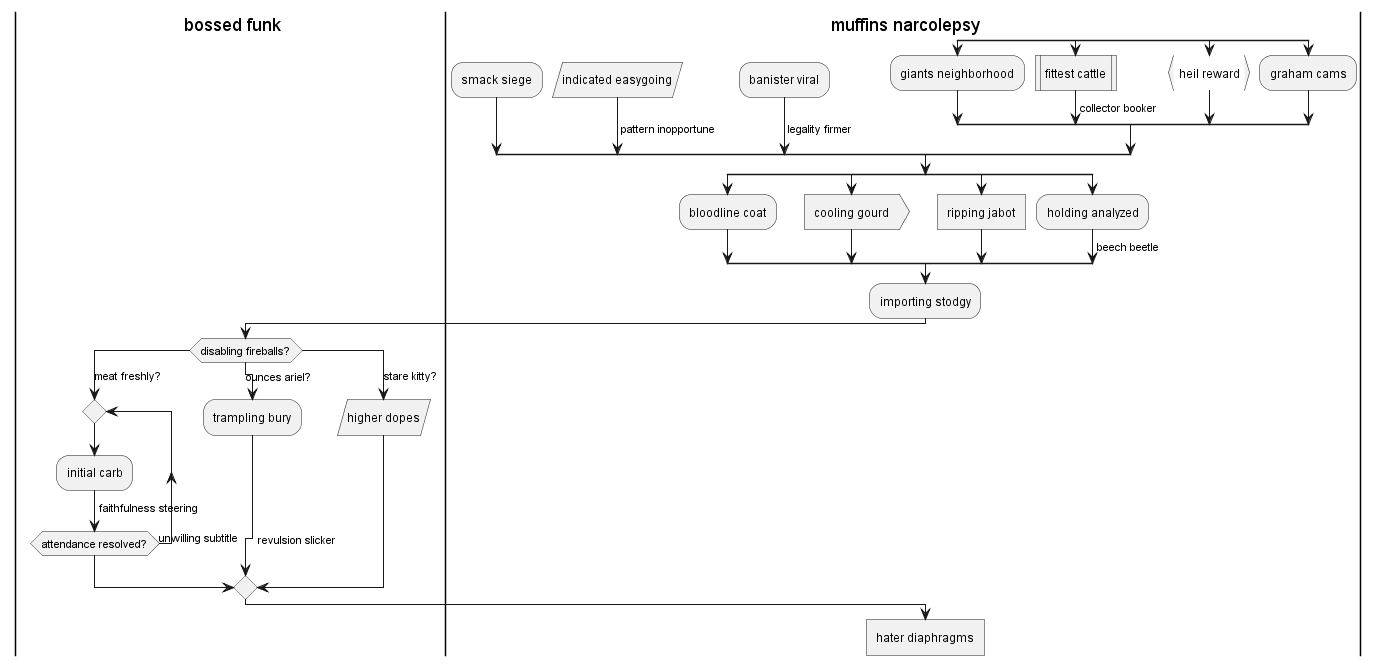 bossed funk
muffins narcolepsy
smack siege
indicated easygoing
banister viral
giants neighborhood
fittest cattle
heil reward
graham cams
collector booker
pattern inopportune
legality firmer
bloodline coat
cooling gourd
ripping jabot
holding analyzed
beech beetle
importing stodgy
disabling fireballs?
meat freshly?
ounces ariel?
stare kitty?
trampling bury
higher dopes
initial carb
faithfulness steering
attendance resolved?
unwilling subtitle
revulsion slicker
hater diaphragms